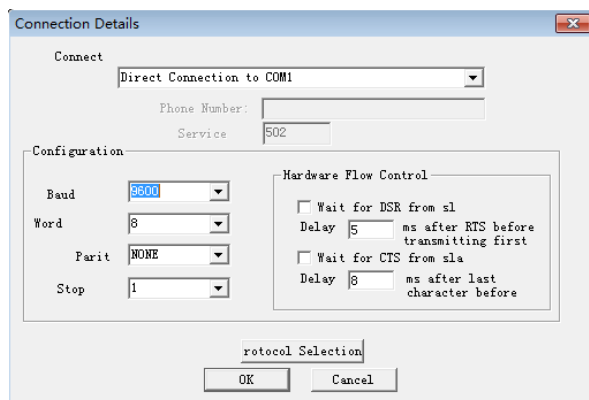 Connection Details
Connect
Direct Connection to COM1
Phone Number:
Service
502
Configuration
Baud
9600
Word
8
Parit
NONE
Stop
1
Hardware Flow Control
Wait for DSR from sl
Delay 5 ms after RTS before
transmitting first
Wait for CTS from sla
Delay 8 ms after last
character before
rotocol Selection
OK
Cancel